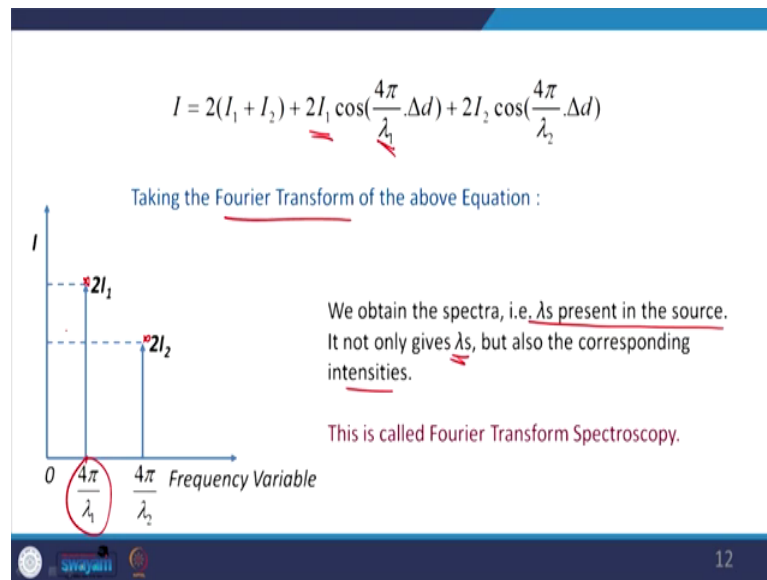 I = 2(I₁ + I₂) + 2I₁ cos(4π/λ₁ .Δd) + 2I₂ cos(4π/λ₂ .Δd)
Taking the Fourier Transform of the above Equation :
I
2I₁
2I₂
We obtain the spectra, i.e. λs present in the source.
It not only gives λs, but also the corresponding
intensities.
This is called Fourier Transform Spectroscopy.
0 4π/λ₁ 4π/λ₂ Frequency Variable
swayam
12